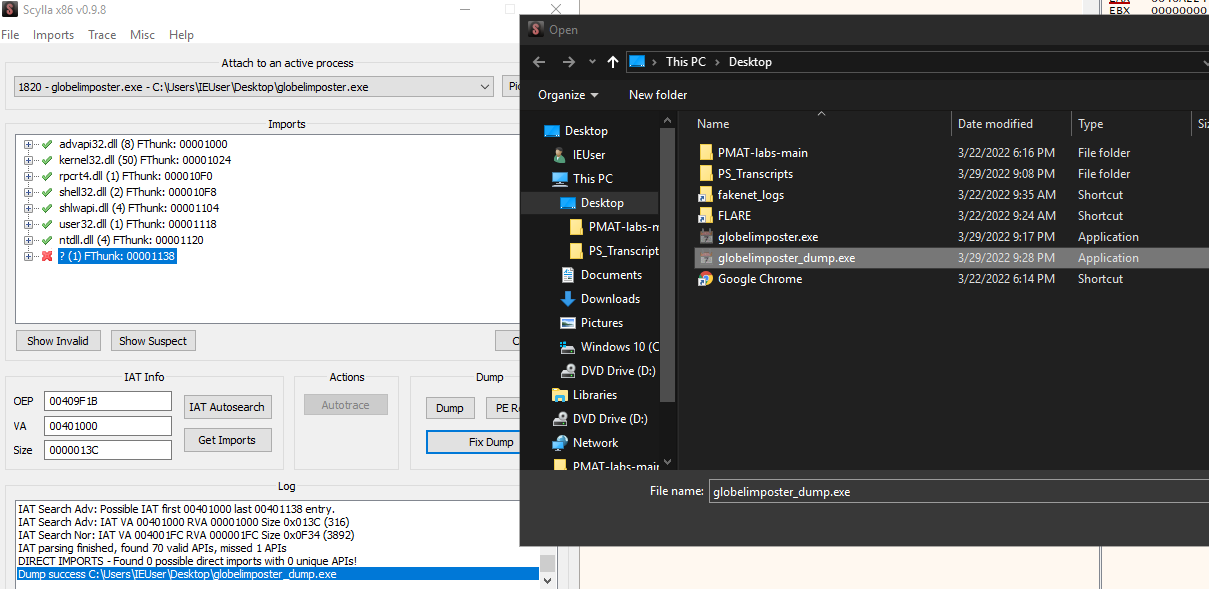 Scylla x86 v0.9.8
File Imports Trace Misc Help
Attach to an active process
1820 - globelimposter.exe - C:\Users\IEUser\Desktop\globelimposter.exe
Imports
advapi32.dll (8) FThunk: 00001000
kernel32.dll (50) FThunk: 00001024
rpcrt4.dll (1) FThunk: 000010F0
shell32.dll (2) FThunk: 000010F8
shlwapi.dll (4) FThunk: 00001104
user32.dll (1) FThunk: 00001118
ntdll.dll (4) FThunk: 00001120
? (1) FThunk: 00001138
Show Invalid Show Suspect
IAT Info
OEP 00409F1B
VA 00401000
Size 0000013C
IAT Autosearch
Get Imports
Actions
Autotrace
Dump
Dump PE R
Fix Dump
Log
IAT Search Adv: Possible IAT first 00401000 last 00401138 entry.
IAT Search Adv: IAT VA 00401000 RVA 00001000 Size 0x013C (316)
IAT Search Nor: IAT VA 004001FC RVA 000001FC Size 0x0F34 (3892)
IAT parsing finished, found 70 valid APIs, missed 1 APIs
DIRECT IMPORTS - Found 0 possible direct imports with 0 unique APIs!
Dump success C:\Users\IEUser\Desktop\globelimposter_dump.exe
EBX 00000000
Open
This PC > Desktop
Organize New folder
Desktop
IEUser
This PC
Desktop
PMAT-labs-m
PS_Transcript
Documents
Downloads
Pictures
Windows 10 (C
DVD Drive (D:)
Libraries
DVD Drive (D:)
Network
PMAT-labs-mai
Name Date modified Type Si
PMAT-labs-main 3/22/2022 6:16 PM File folder
PS_Transcripts 3/29/2022 9:08 PM File folder
fakenet_logs 3/22/2022 9:35 AM Shortcut
FLARE 3/22/2022 9:24 AM Shortcut
globelimposter.exe 3/29/2022 9:17 PM Application
globelimposter_dump.exe 3/29/2022 9:28 PM Application
Google Chrome 3/22/2022 6:14 PM Shortcut
File name: globelimposter_dump.exe